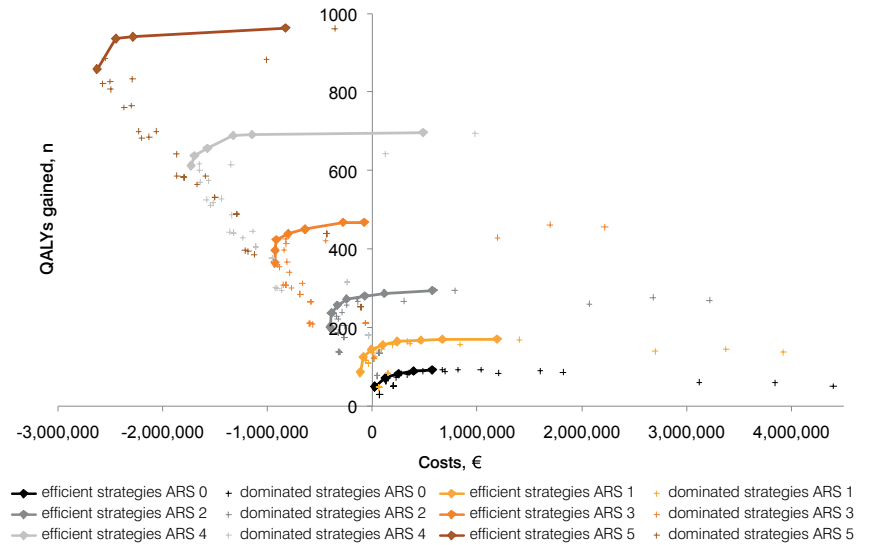 1000
800
600
400
200
0
QALYs gained, n
-3,000,000 -2,000,000 -1,000,000 0 1,000,000 2,000,000 3,000,000 4,000,000
Costs, €
efficient strategies ARS 0 dominated strategies ARS 0 efficient strategies ARS 1 dominated strategies ARS 1
efficient strategies ARS 2 dominated strategies ARS 2 efficient strategies ARS 3 dominated strategies ARS 3
efficient strategies ARS 4 dominated strategies ARS 4 efficient strategies ARS 5 dominated strategies ARS 5